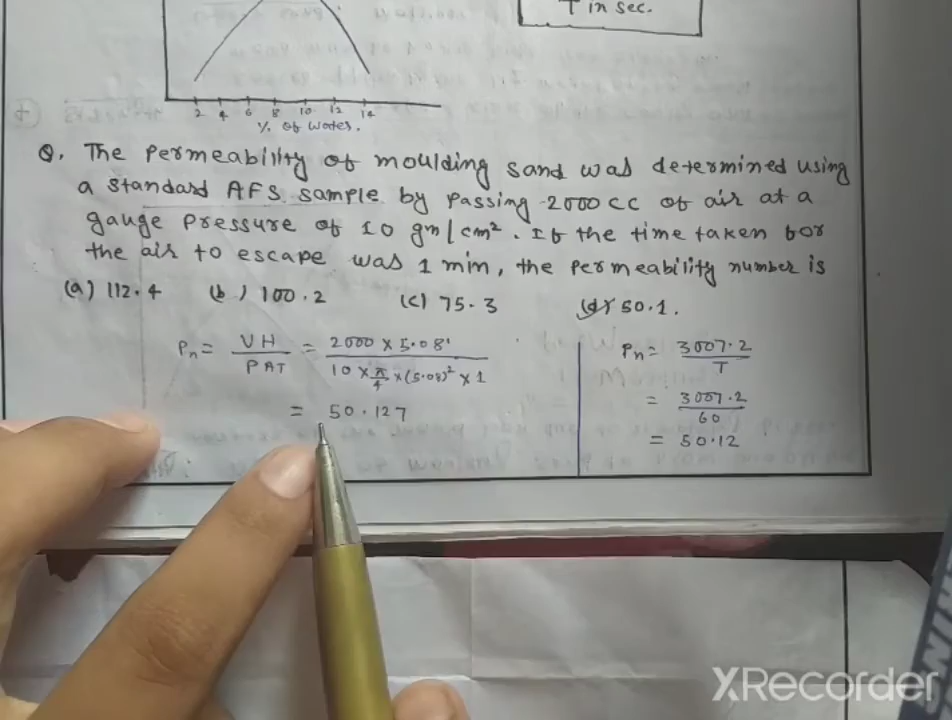 T in sec.
2 4 6 8 10 12 14
% of water.
Q. The Permeability of moulding sand was determined using
a standard AFS sample by passing 2000 CC of air at a
gauge pressure of 10 gm/cm². If the time taken for
the air to escape was 1 min, the permeability number is
(a) 112.4 (b) 100.2 (c) 75.3 (d) 50.1.
Pn = VH / PAT = 2000 × 5.08 / 10 × π/4 × (5.08)² × 1
= 50.127
Pn = 3007.2 / T
= 3007.2 / 60
= 50.12
XRecorder